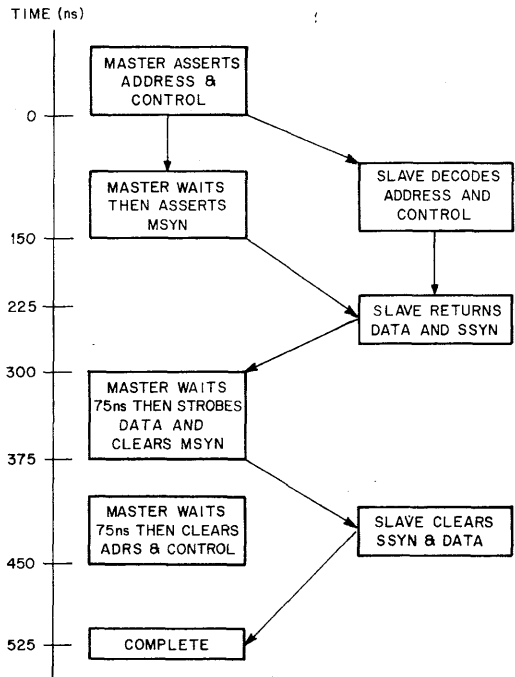 TIME (ns)
MASTER ASSERTS
ADDRESS &
CONTROL
0
MASTER WAITS
THEN ASSERTS
MSYN
SLAVE DECODES
ADDRESS AND
CONTROL
150
225
SLAVE RETURNS
DATA AND SSYN
300
MASTER WAITS
75ns THEN STROBES
DATA AND
CLEARS MSYN
375
MASTER WAITS
75ns THEN CLEARS
ADRS & CONTROL
SLAVE CLEARS
SSYN & DATA
450
525
COMPLETE